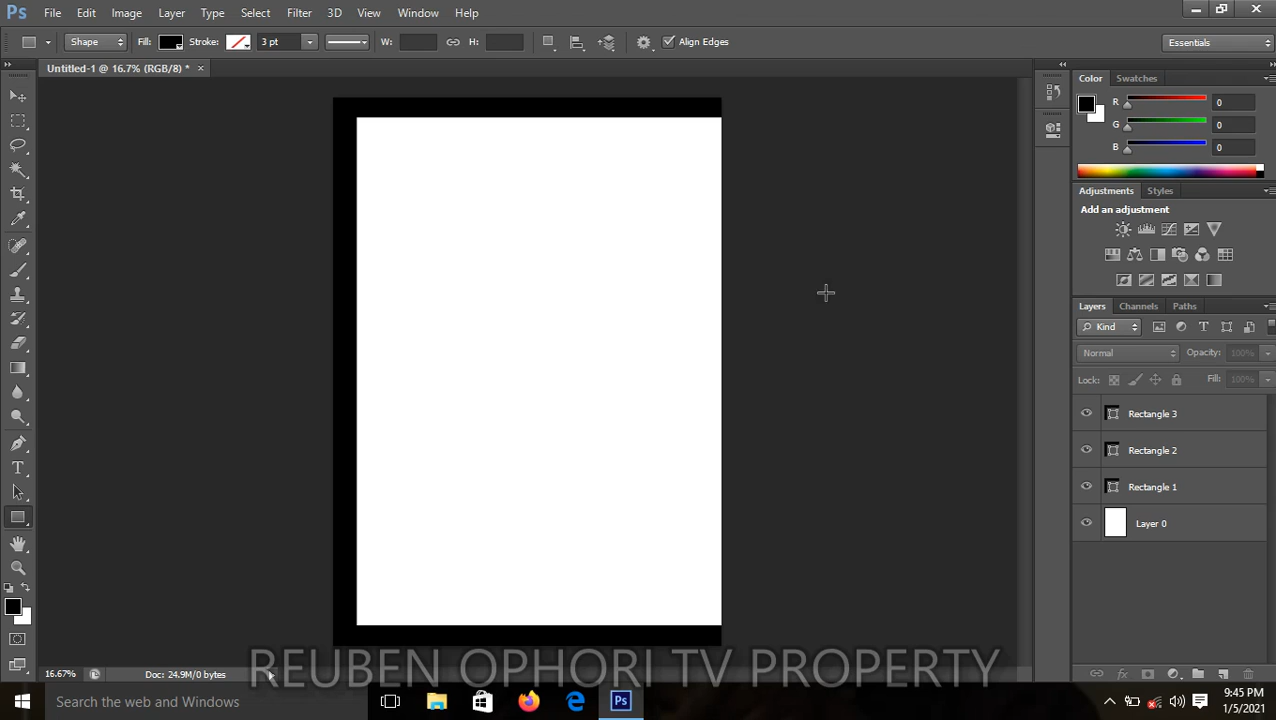 Ps File Edit Image Layer Type Select Filter 3D View Window Help
Shape Fill: Stroke: 3 pt W: H: Align Edges Essentials
Untitled-1 @ 16.7% (RGB/8) * ×
Color Swatches
R 0
G 0
B 0
Adjustments Styles
Add an adjustment
Layers Channels Paths
Kind
Normal Opacity: 100%
Lock: Fill: 100%
Rectangle 3
Rectangle 2
Rectangle 1
Layer 0
16.67% Doc: 24.9M/0 bytes
REUBEN OPHORI TV PROPERTY
Search the web and Windows
9:45 PM
1/5/2021